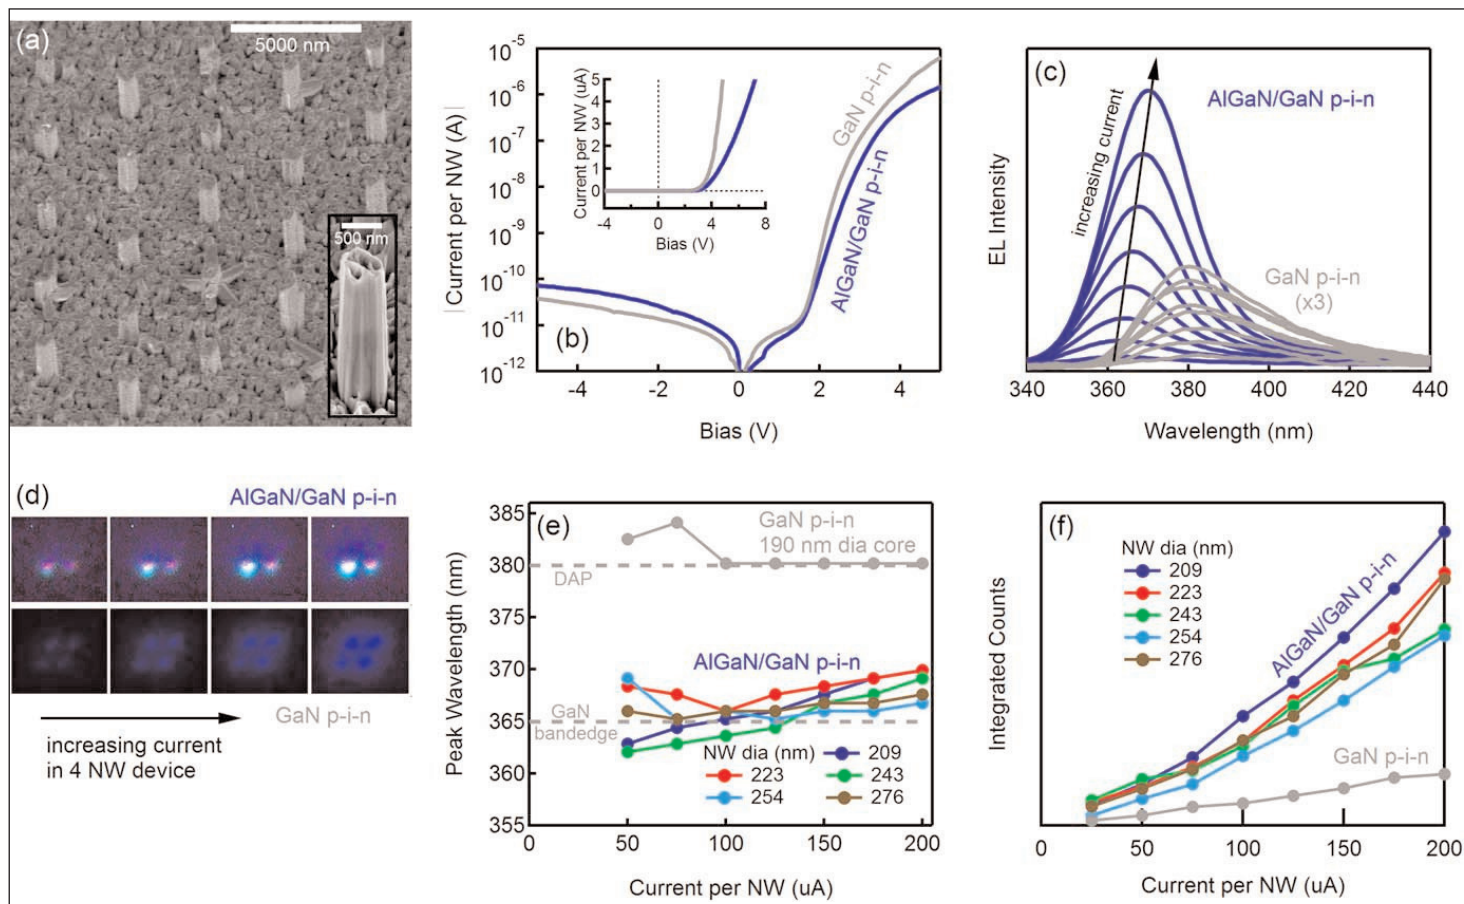 (a)
5000 nm
500 nm
(b)
|Current per NW (A)|
10⁻⁵
10⁻⁶
10⁻⁷
10⁻⁸
10⁻⁹
10⁻¹⁰
10⁻¹¹
10⁻¹²
-4
-2
0
2
4
Bias (V)
Current per NW (uA)
5
4
3
2
1
0
-4
0
4
8
Bias (V)
GaN p-i-n
AlGaN/GaN p-i-n
(c)
EL Intensity
increasing current
AlGaN/GaN p-i-n
GaN p-i-n
(x3)
340
360
380
400
420
440
Wavelength (nm)
(d)
AlGaN/GaN p-i-n
GaN p-i-n
increasing current
in 4 NW device
(e)
Peak Wavelength (nm)
385
380
375
370
365
360
355
GaN p-i-n
190 nm dia core
DAP
AlGaN/GaN p-i-n
GaN
bandedge
NW dia (nm)
209
223
243
254
276
0
50
100
150
200
Current per NW (uA)
(f)
Integrated Counts
NW dia (nm)
209
223
243
254
276
AlGaN/GaN p-i-n
GaN p-i-n
0
50
100
150
200
Current per NW (uA)